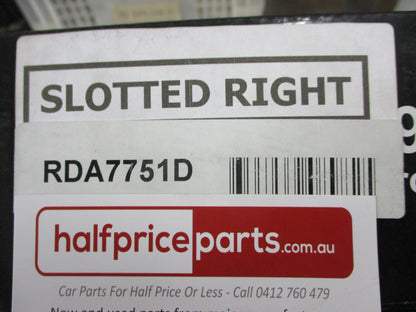 SLOTTED RIGHT
RDA7751D
halfpriceparts.com.au
Car Parts For Half Price Or Less - Call 0412 760 479